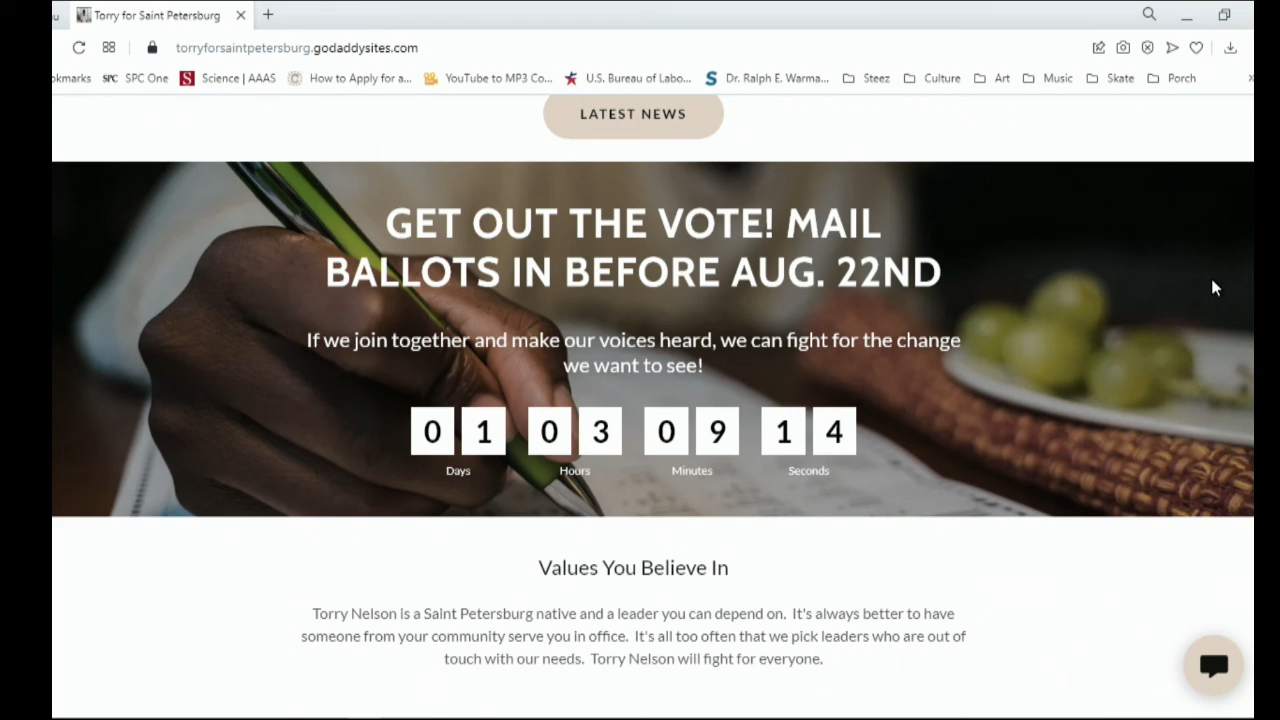 Torry for Saint Petersburg
torryforsaintpetersburg.godaddysites.com
okmarks SPC SPC One S Science | AAAS How to Apply for a... YouTube to MP3 Co... U.S. Bureau of Labo... S Dr. Ralph E. Warma... Steez Culture Art Music Skate Porch
LATEST NEWS
GET OUT THE VOTE! MAIL
BALLOTS IN BEFORE AUG. 22ND
If we join together and make our voices heard, we can fight for the change
we want to see!
0 1 0 3 0 9 1 4
Days Hours Minutes Seconds
Values You Believe In
Torry Nelson is a Saint Petersburg native and a leader you can depend on. It's always better to have
someone from your community serve you in office. It's all too often that we pick leaders who are out of
touch with our needs. Torry Nelson will fight for everyone.